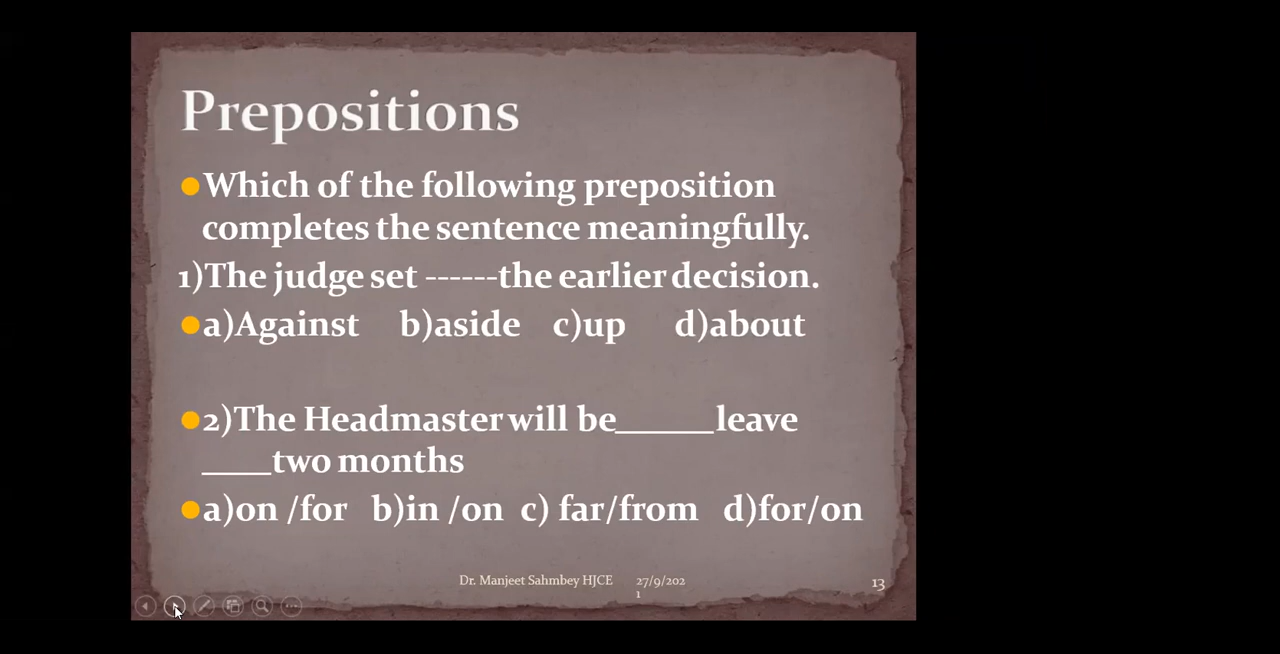 Prepositions
Which of the following preposition
completes the sentence meaningfully.
1)The judge set ------the earlier decision.
a)Against b)aside c)up d)about
2)The Headmaster will be______leave
____two months
a)on /for b)in /on c) far/from d)for/on
Dr. Manjeet Sahmbey HJCE 27/9/202
1
13